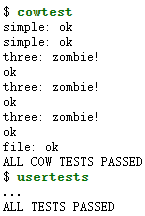 $ cowtest
simple: ok
simple: ok
three: zombie!
ok
three: zombie!
ok
three: zombie!
ok
file: ok
ALL COW TESTS PASSED
$ usertests
...
ALL TESTS PASSED